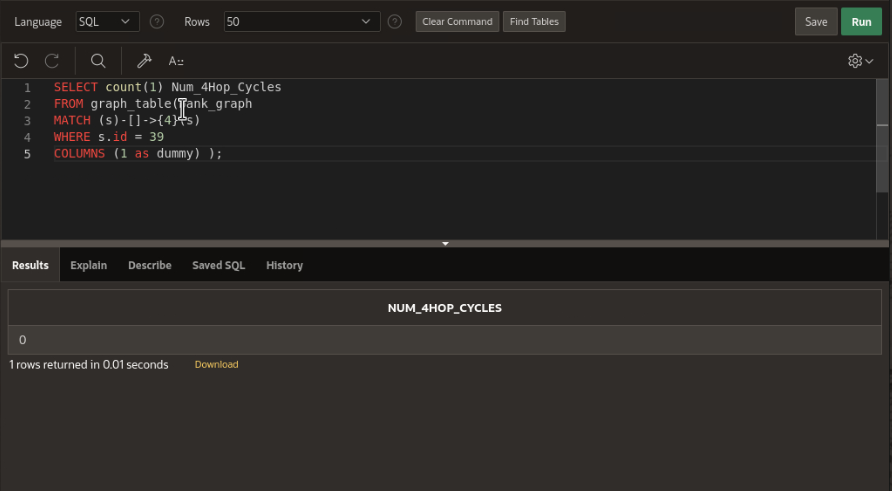 Language SQL Rows 50 Clear Command Find Tables Save Run
A::
1 SELECT count(1) Num_4Hop_Cycles
2 FROM graph_table( ank_graph
3 MATCH (s)-[]->{4}(s)
4 WHERE s.id = 39
5 COLUMNS (1 as dummy) );
Results Explain Describe Saved SQL History
NUM_4HOP_CYCLES
0
1 rows returned in 0.01 seconds Download